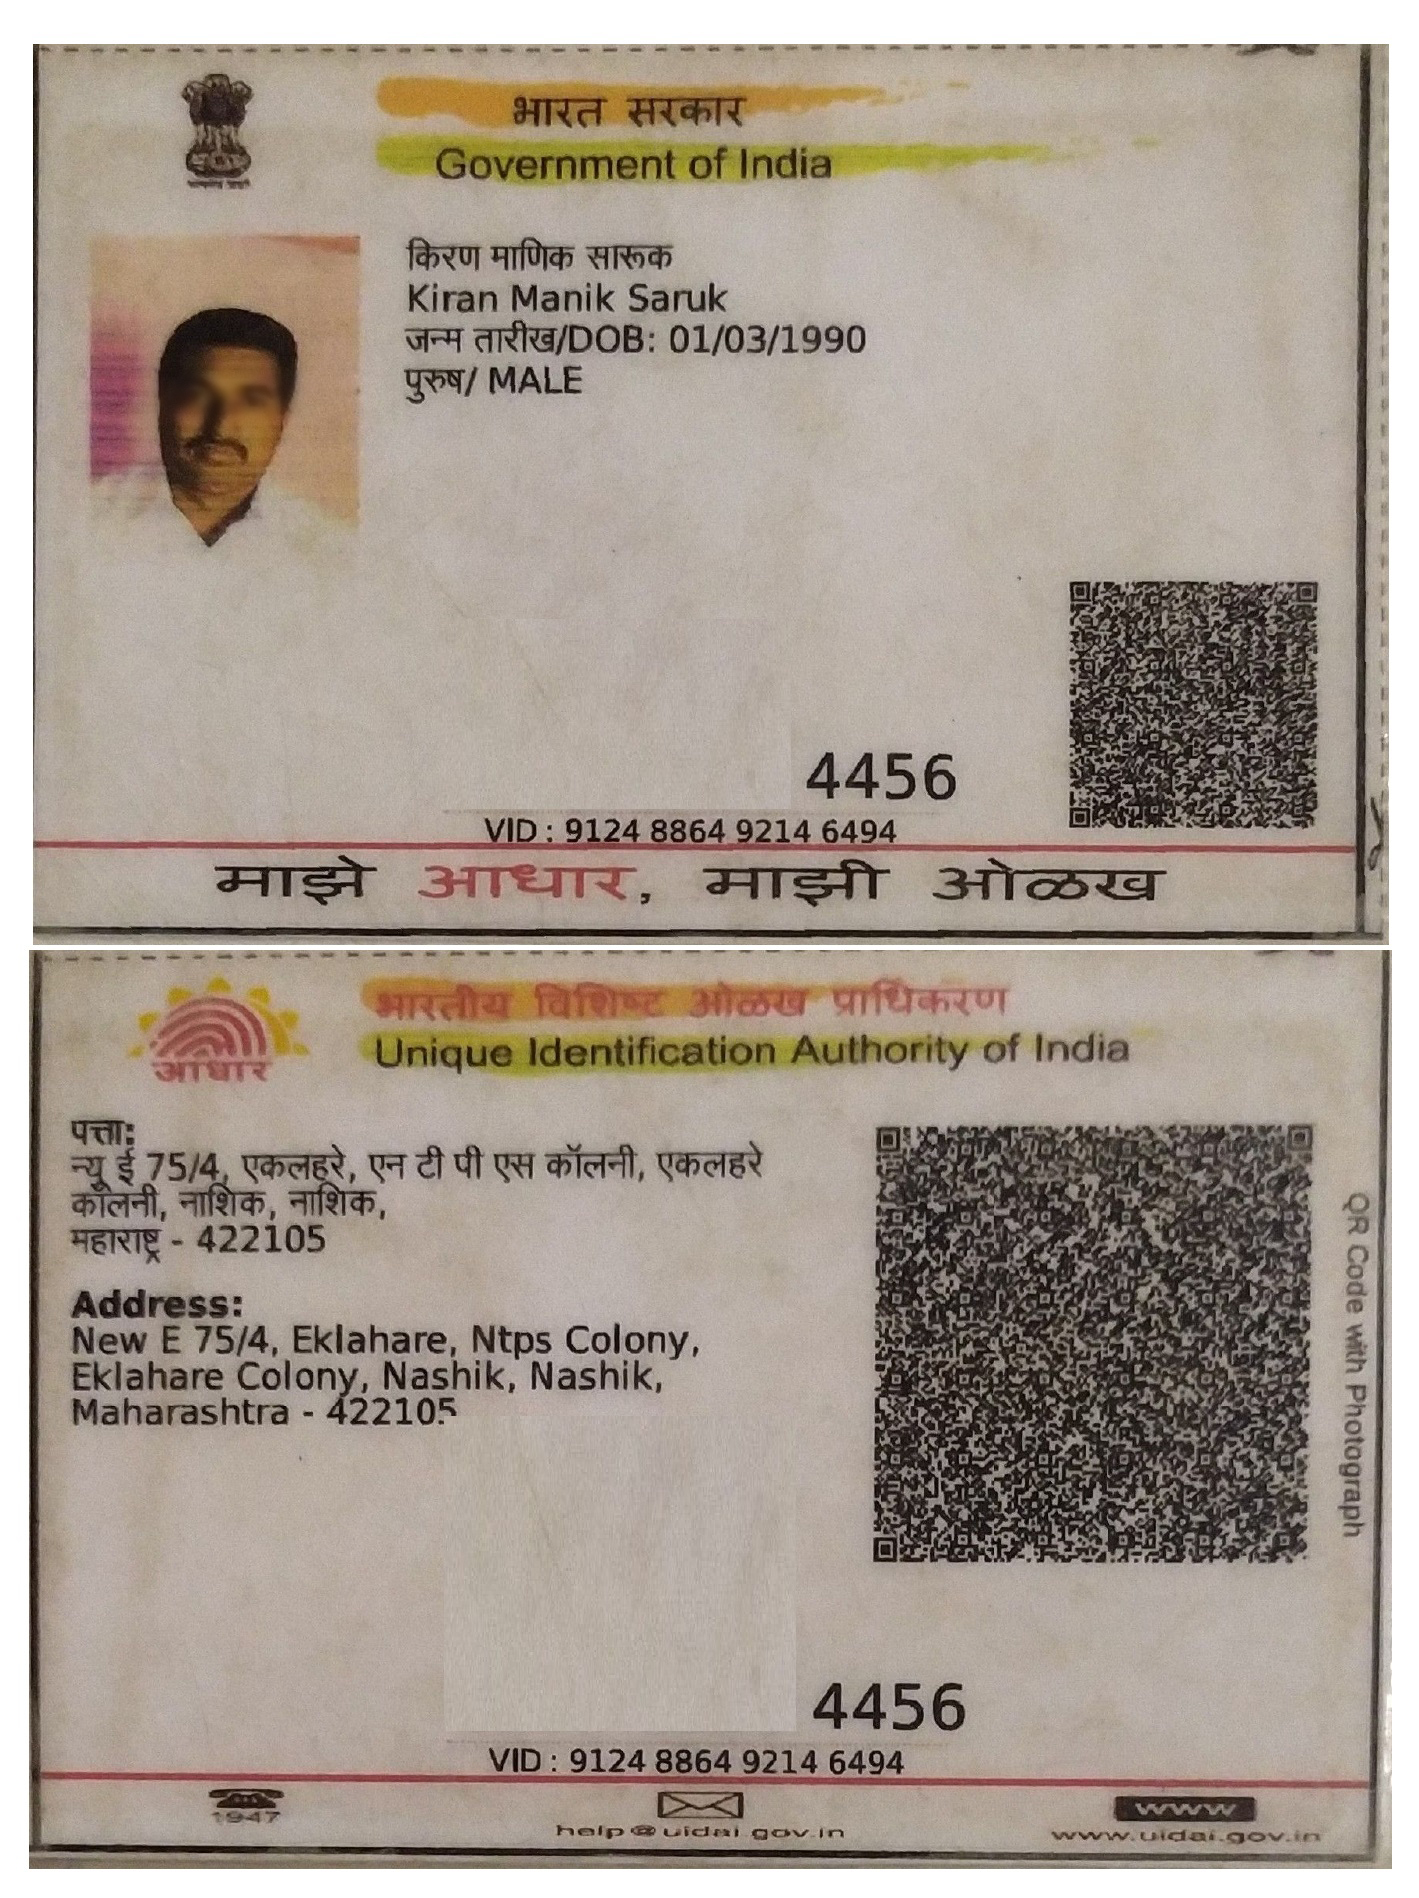 भारत सरकार
Government of India
किरण माणिक सारूक
Kiran Manik Saruk
जन्म तारीख/DOB: 01/03/1990
पुरुष/ MALE
4456
VID : 9124 8864 9214 6494
माझे आधार, माझी ओळख
भारतीय विशिष्ट ओळख प्राधिकरण
Unique Identification Authority of India
आधार
पत्ता:
न्यू ई 75/4, एकलहरे, एन टी पी एस कॉलनी, एकलहरे
कॉलनी, नाशिक, नाशिक,
महाराष्ट्र - 422105
Address:
New E 75/4, Eklahare, Ntps Colony,
Eklahare Colony, Nashik, Nashik,
Maharashtra - 422105
QR Code with Photograph
4456
VID : 9124 8864 9214 6494
1947
help@uidai.gov.in
www
www.uidai.gov.in